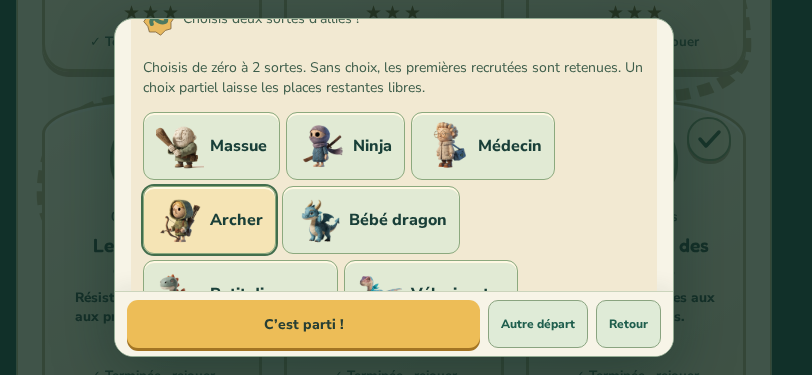 Choisis deux sortes d'alliés !
Choisis de zéro à 2 sortes. Sans choix, les premières recrutées sont retenues. Un
choix partiel laisse les places restantes libres.
Massue
Ninja
Médecin
Archer
Bébé dragon
C'est parti !
Autre départ
Retour